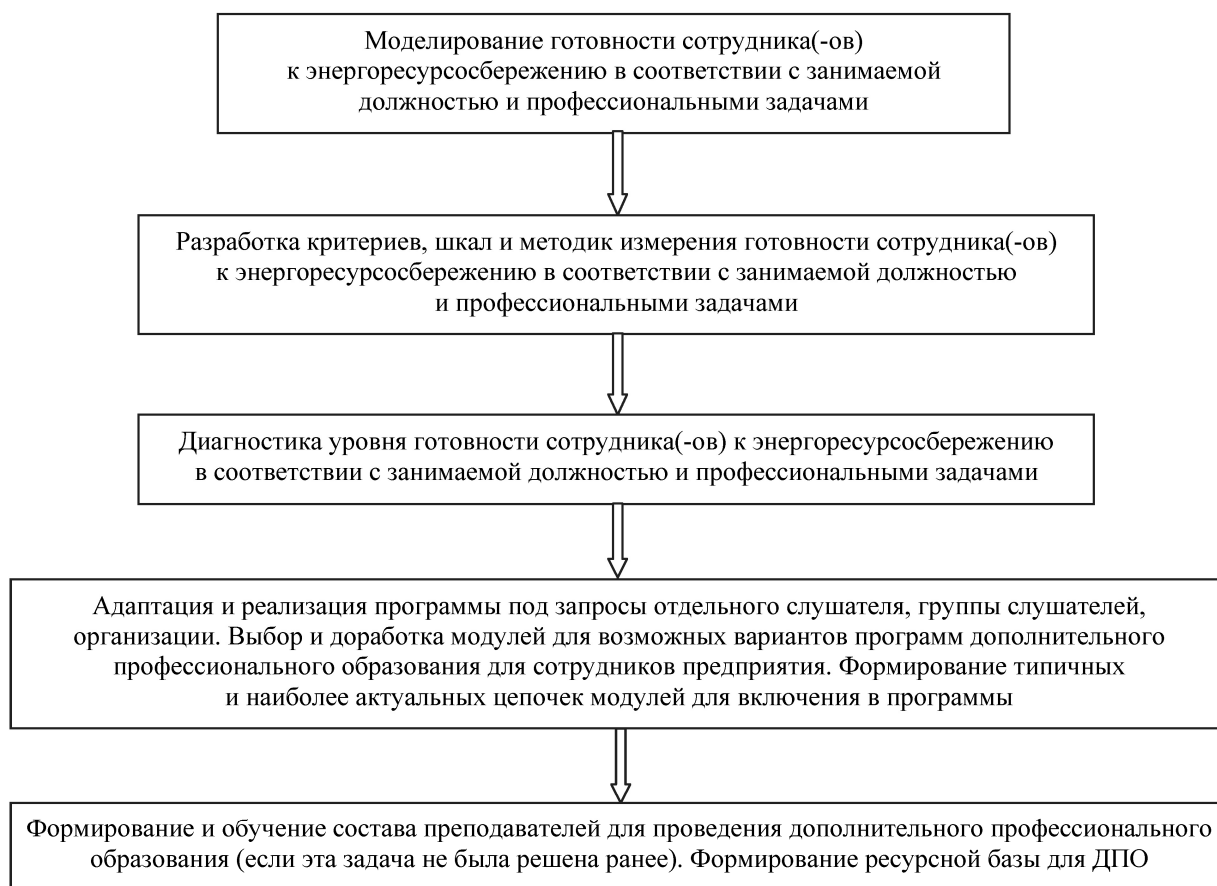 Моделирование готовности сотрудника(-ов)
к энергоресурсосбережению в соответствии с занимаемой
должностью и профессиональными задачами
Разработка критериев, шкал и методик измерения готовности сотрудника(-ов)
к энергоресурсосбережению в соответствии с занимаемой должностью
и профессиональными задачами
Диагностика уровня готовности сотрудника(-ов) к энергоресурсосбережению
в соответствии с занимаемой должностью и профессиональными задачами
Адаптация и реализация программы под запросы отдельного слушателя, группы слушателей,
организации. Выбор и доработка модулей для возможных вариантов программ дополнительного
профессионального образования для сотрудников предприятия. Формирование типичных
и наиболее актуальных цепочек модулей для включения в программы
Формирование и обучение состава преподавателей для проведения дополнительного профессионального
образования (если эта задача не была решена ранее). Формирование ресурсной базы для ДПО